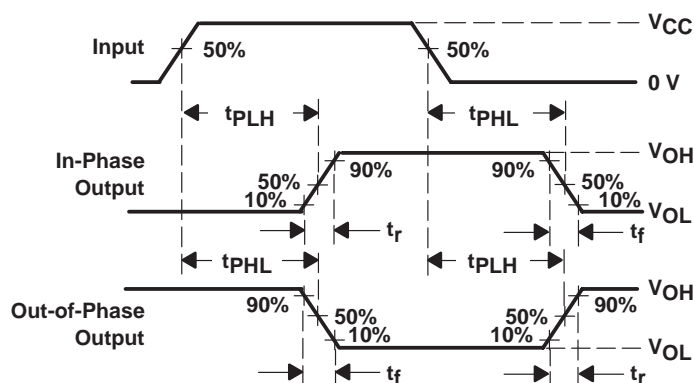 VCC
Input
50%
50%
0 V
tPLH
tPHL
In-Phase
Output
VOH
90%
90%
50%
50%
10%
10%
VOL
tr
tf
tPHL
tPLH
Out-of-Phase
Output
VOH
90%
90%
50%
50%
10%
10%
VOL
tf
tr